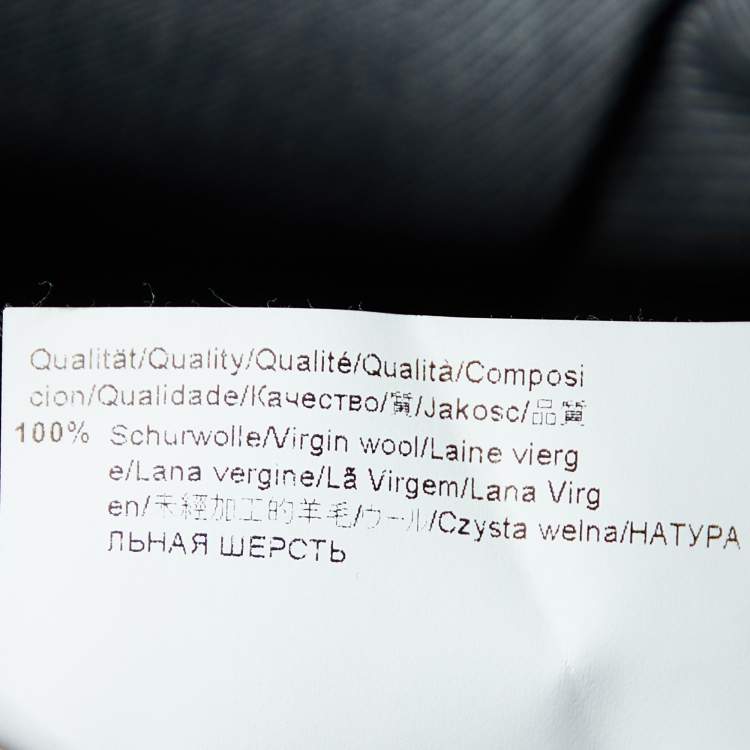 Qualität/Quality/Qualité/Qualità/Composi
cion/Qualidade/Качество/質/Jakosc/品質
100% Schurwolle/Virgin wool/Laine vierg
e/Lana vergine/Lã Virgem/Lana Virg
en/未經加工的羊毛/ウール/Czysta welna/НАТУРА
ЛЬНАЯ ШЕРСТЬ